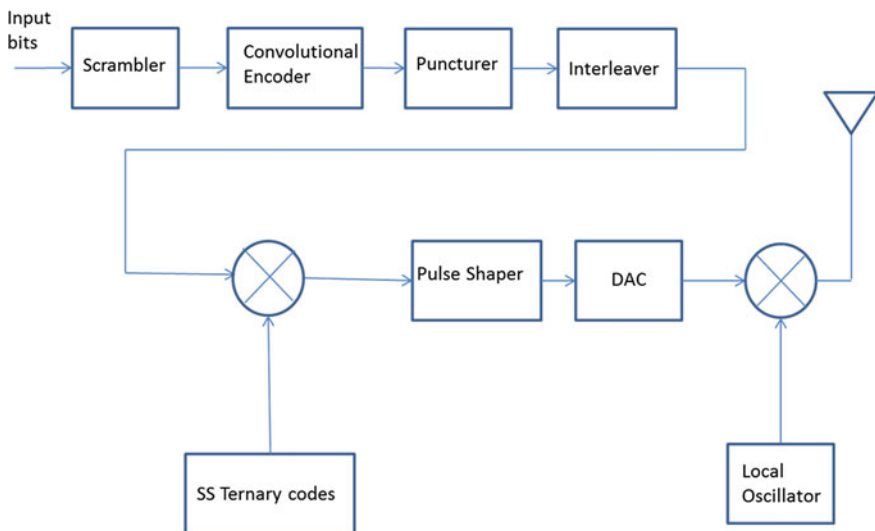 Input
bits
Scrambler
Convolutional
Encoder
Puncturer
Interleaver
Pulse Shaper
DAC
SS Ternary codes
Local
Oscillator